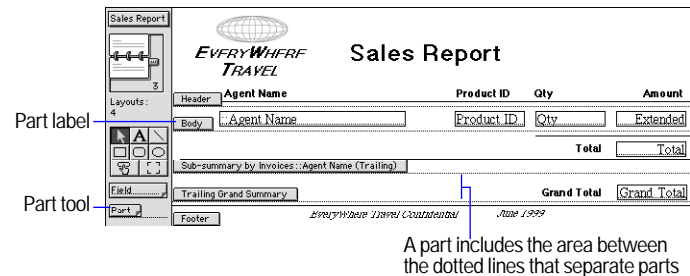 Sales Report
3
Layouts:
4
EVERYWHERE
TRAVEL
Sales Report
Agent Name Product ID Qty Amount
Header
Part label
Body
::Agent Name Product ID Qty Extended
A
Total Total
Sub-summary by Invoices::Agent Name (Trailing)
Field
Trailing Grand Summary
Grand Total Grand Total
Part tool
Part
Footer
EveryWhere Travel Confidential June 1999
A part includes the area between
the dotted lines that separate parts